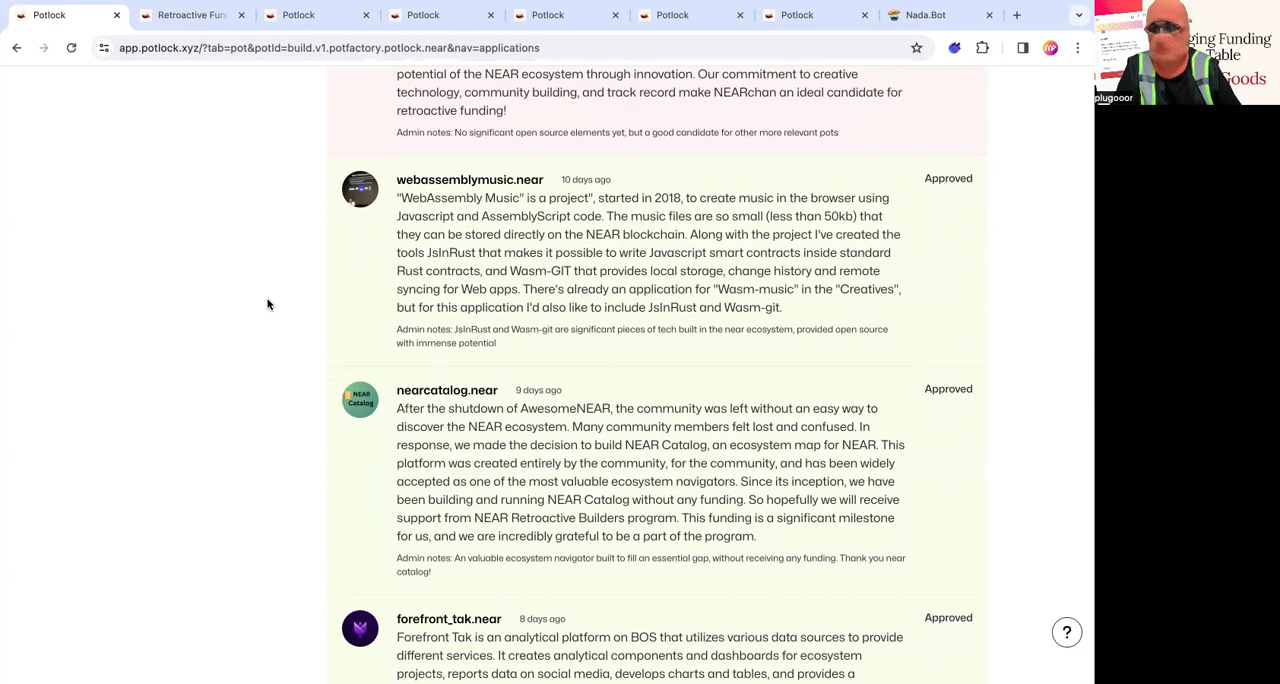 Potlock
Retroactive Fun
Potlock
Potlock
Potlock
Potlock
Potlock
Nada.Bot
app.potlock.xyz/?tab=pot&potId=build.v1.potfactory.potlock.near&nav=applications
ging Funding
Table
Goods
plugooor
potential of the NEAR ecosystem through innovation. Our commitment to creative
technology, community building, and track record make NEARchan an ideal candidate for
retro funding.
Admin notes: No significant open source elements yet, but a good candidate for other more relevant pots
webassemblymusic.near 10 days ago Approved
"WebAssembly Music" is a project", started in 2018, to create music in the browser using
Javascript and AssemblyScript code. The music files are so small (less than 50kb) that
they can be stored directly on the NEAR blockchain. Along with the project I've created the
tools JsInRust that makes it possible to write Javascript smart contracts inside standard
Rust contracts, and Wasm-GIT that provides local storage, change history and remote
syncing for Web apps. There's already an application for "Wasm-music" in the "Creatives",
but for this application I'd also like to include JsInRust and Wasm-git.
Admin notes: JsInRust and Wasm-git are significant pieces of tech built in the near ecosystem, provided open source
with immense potential
NEAR
Catalog
nearcatalog.near 9 days ago Approved
After the shutdown of AwesomeNEAR, the community was left without an easy way to
discover the NEAR ecosystem. Many community members felt lost and confused. In
response, we made the decision to build NEAR Catalog, an ecosystem map for NEAR. This
platform was created entirely by the community, for the community, and has been widely
accepted as one of the most valuable ecosystem navigators. Since its inception, we have
been building and running NEAR Catalog without any funding. So hopefully we will receive
support from NEAR Retroactive Builders program. This funding is a significant milestone
for us, and we are incredibly grateful to be a part of the program.
Admin notes: An valuable ecosystem navigator built to fill an essential gap, without receiving any funding. Thank you near
catalog!
forefront_tak.near 8 days ago Approved
Forefront Tak is an analytical platform on BOS that utilizes various data sources to provide
different services. It creates analytical components and dashboards for ecosystem
projects, reports data on social media, develops charts and tables, and provides a
?